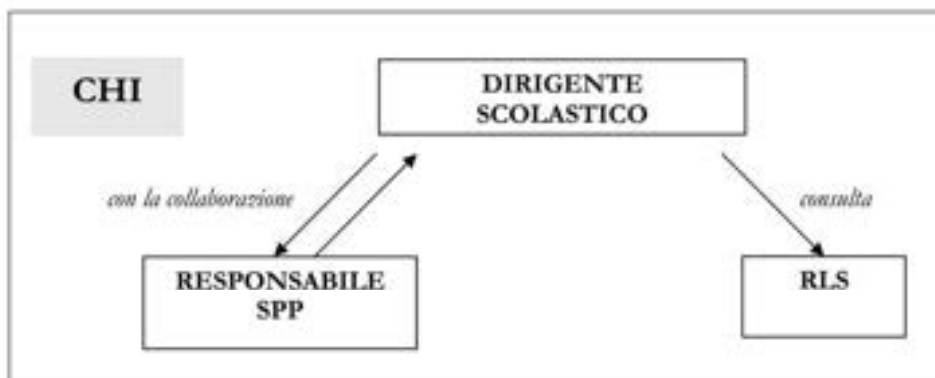 CHI
DIRIGENTE
SCOLASTICO
con la collaborazione
consulta
RESPONSABILE
SPP
RLS